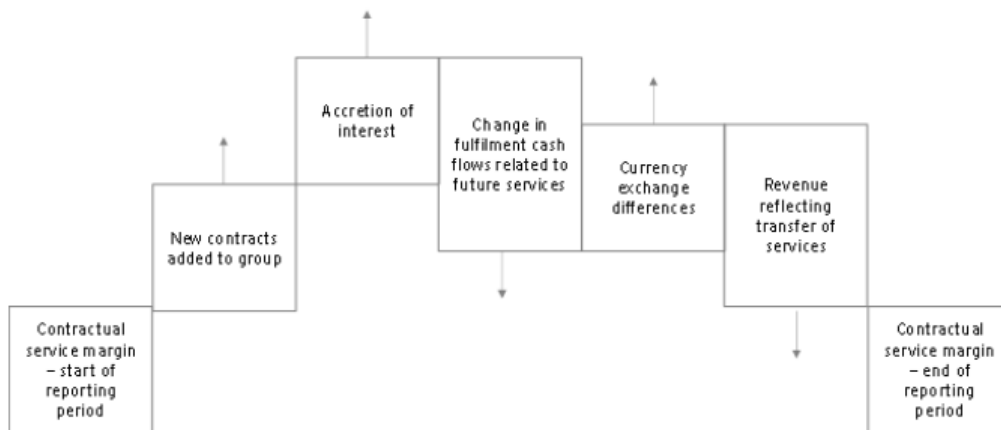 Contractual
service margin
– start of
reporting
period
New contracts
added to group
Accretion of
interest
Change in
fulfilment cash
flows related to
future services
Currency
exchange
differences
Revenue
reflecting
transfer of
services
Contractual
service margin
– end of
reporting
period